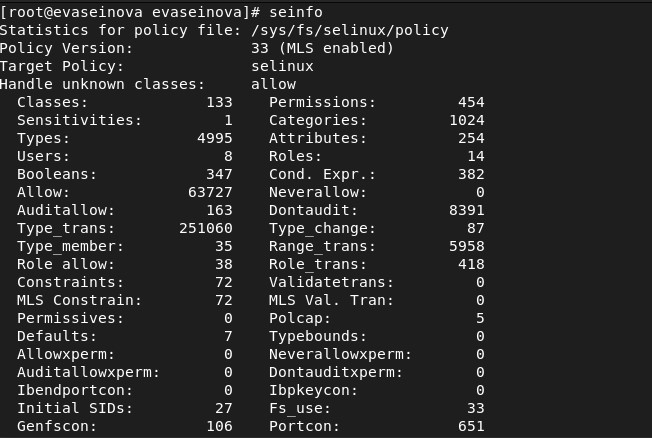 [root@evaseinova evaseinova]# seinfo
Statistics for policy file: /sys/fs/selinux/policy
Policy Version:             33 (MLS enabled)
Target Policy:              selinux
Handle unknown classes:     allow
  Classes:             133    Permissions:         454
  Sensitivities:         1    Categories:         1024
  Types:              4995    Attributes:          254
  Users:                 8    Roles:                14
  Booleans:            347    Cond. Expr.:         382
  Allow:             63727    Neverallow:            0
  Auditallow:          163    Dontaudit:          8391
  Type_trans:       251060    Type_change:          87
  Type_member:          35    Range_trans:        5958
  Role allow:           38    Role_trans:          418
  Constraints:          72    Validatetrans:         0
  MLS Constrain:        72    MLS Val. Tran:         0
  Permissives:           0    Polcap:                5
  Defaults:              7    Typebounds:            0
  Allowxperm:            0    Neverallowxperm:       0
  Auditallowxperm:       0    Dontauditxperm:        0
  Ibendportcon:          0    Ibpkeycon:             0
  Initial SIDs:         27    Fs_use:               33
  Genfscon:            106    Portcon:             651